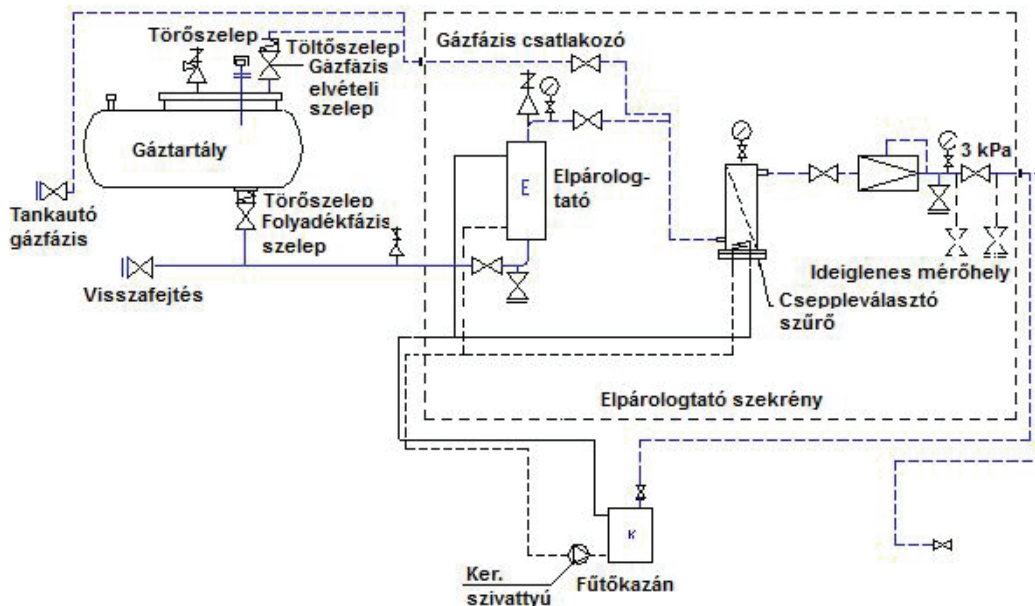 Törőszelep
Töltőszelep
Gázfázis
elvételi
szelep
Gázfázis csatlakozó
Gáztartály
E
Elpárolog-
tató
3 kPa
Tankautó
gázfázis
Törőszelep
Folyadékfázis
szelep
Visszafejtés
Ideiglenes mérőhely
Cseppleválasztó
szűrő
Elpárologtató szekrény
K
Ker.
szivattyú
Fűtőkazán